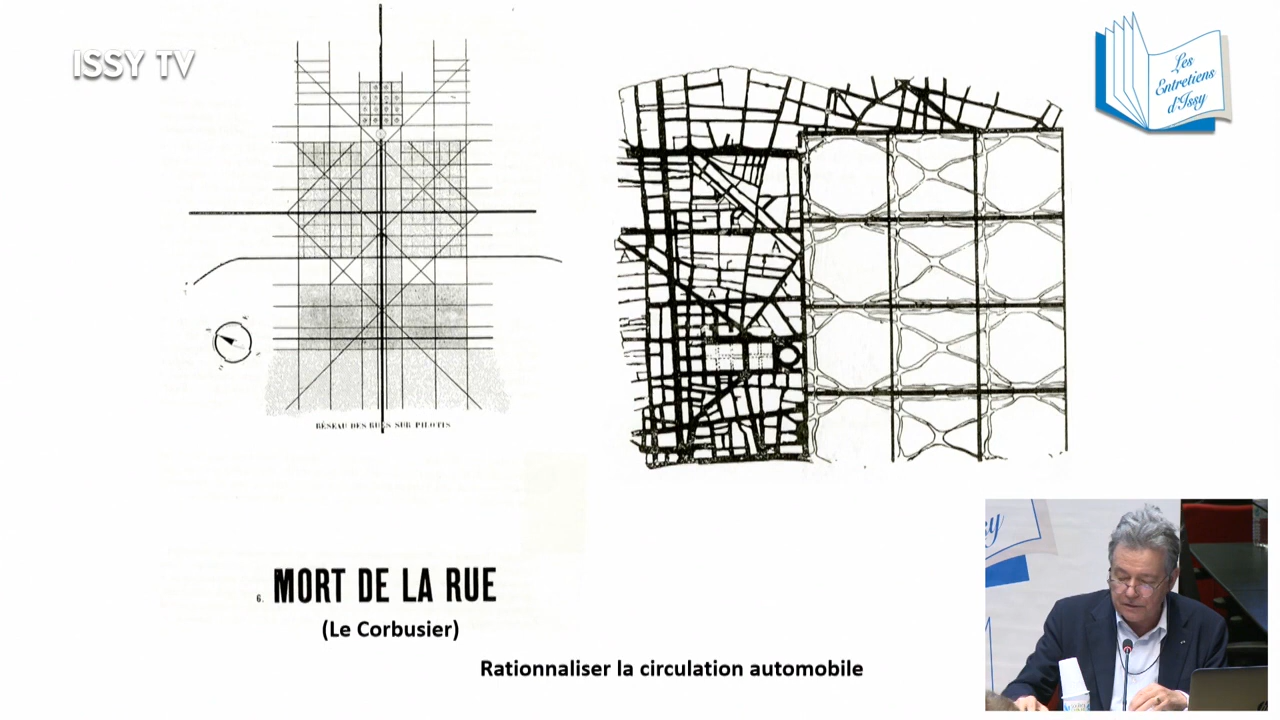 ISSY TV
Les
Entretiens
d'Issy
A
A
A
RÉSEAU DES RUES SUR PILOTIS
6. MORT DE LA RUE
(Le Corbusier)
Rationnaliser la circulation automobile